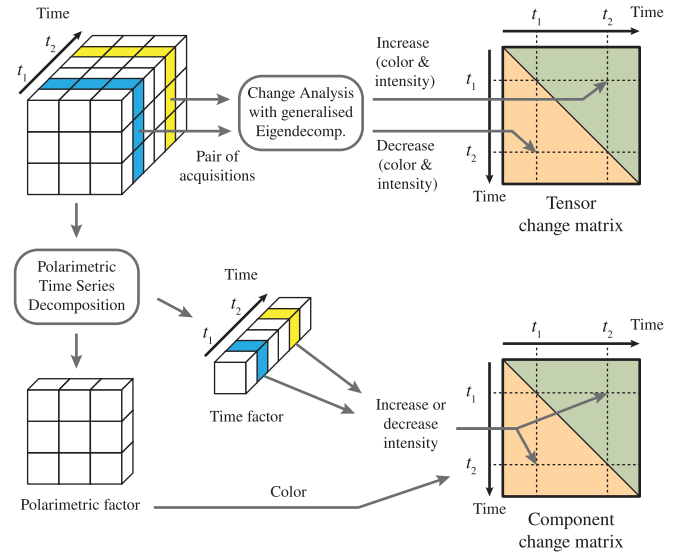 Time
t2
t1
Change Analysis
with generalised
Eigendecomp.
Pair of
acquisitions
Increase
(color &
intensity)
Decrease
(color &
intensity)
t1
t2
Time
t1
t2
Time
Tensor
change matrix
Polarimetric
Time Series
Decomposition
Time
t2
t1
Time factor
Polarimetric factor
Color
Increase or
decrease
intensity
t1
t2
Time
t1
t2
Time
Component
change matrix